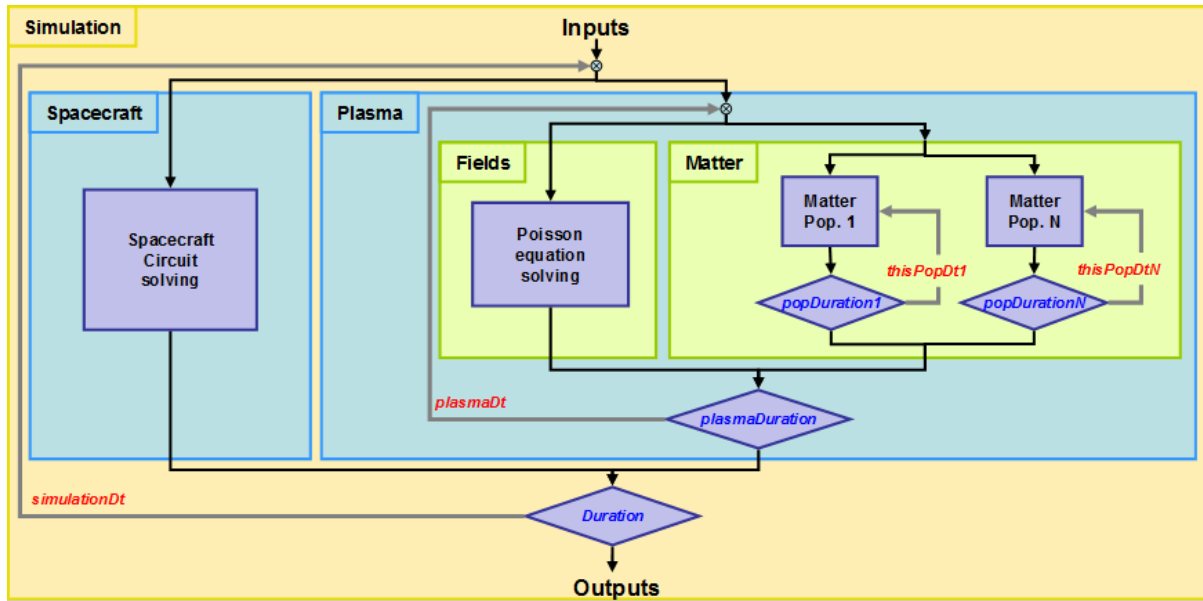 Simulation
Inputs
Spacecraft
Plasma
Fields
Matter
Spacecraft
Circuit
solving
Poisson
equation
solving
Matter
Pop. 1
Matter
Pop. N
thisPopDt1
thisPopDtN
popDuration1
popDurationN
plasmaDt
plasmaDuration
simulationDt
Duration
Outputs